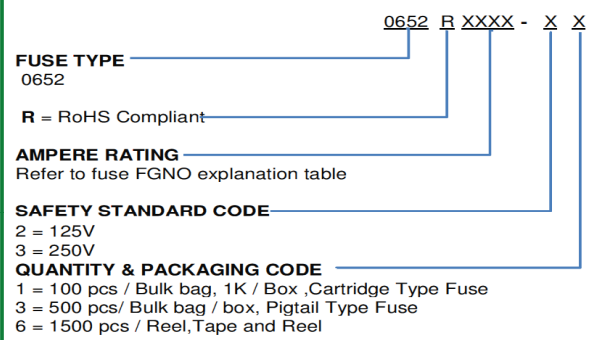 0652 R XXXX - X X
FUSE TYPE
0652
R = RoHS Compliant
AMPERE RATING
Refer to fuse FGNO explanation table
SAFETY STANDARD CODE
2 = 125V
3 = 250V
QUANTITY & PACKAGING CODE
1 = 100 pcs / Bulk bag, 1K / Box ,Cartridge Type Fuse
3 = 500 pcs/ Bulk bag / box, Pigtail Type Fuse
6 = 1500 pcs / Reel,Tape and Reel